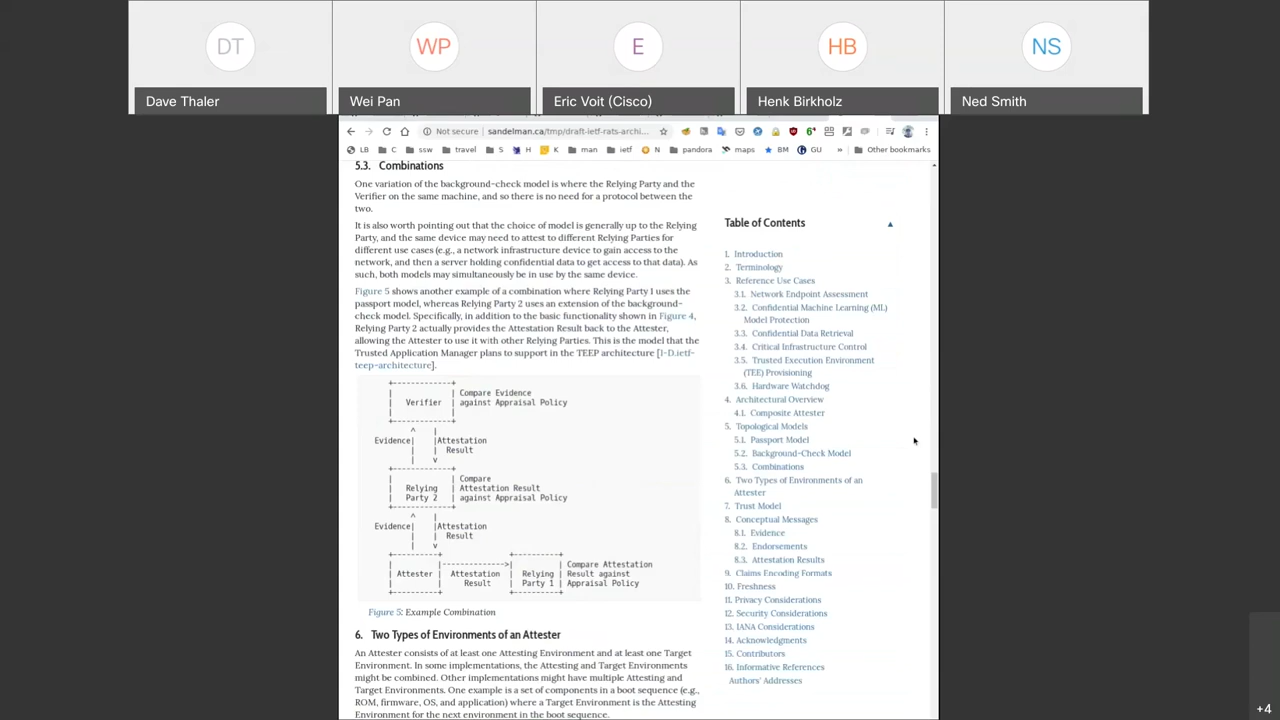 DT
WP
E
HB
NS
Dave Thaler
Wei Pan
Eric Voit (Cisco)
Henk Birkholz
Ned Smith
Not secure | sandelman.ca/tmp/draft-ietf-rats-archi...
LB
C
ssw
travel
S
H
K
man
ietf
N
pandora
maps
BM
GU
»
Other bookmarks
5.3. Combinations
One variation of the background-check model is where the Relying Party and the
Verifier on the same machine, and so there is no need for a protocol between the
two.
It is also worth pointing out that the choice of model is generally up to the Relying
Party, and the same device may need to attest to different Relying Parties for
different use cases (e.g., a network infrastructure device to gain access to the
network, and then a server holding confidential data to get access to that data). As
such, both models may simultaneously be in use by the same device.
Figure 5 shows another example of a combination where Relying Party 1 uses the
passport model, whereas Relying Party 2 uses an extension of the background-
check model. Specifically, in addition to the basic functionality shown in Figure 4,
Relying Party 2 actually provides the Attestation Result back to the Attester,
allowing the Attester to use it with other Relying Parties. This is the model that the
Trusted Application Manager plans to support in the TEEP architecture [I-D.ietf-
teep-architecture].
+-------------+
| | Compare Evidence
| Verifier | against Appraisal Policy
| |
+-------------+
^ |
Evidence| |Attestation
| | Result
| v
+-------------+
| | Compare
| Relying | Attestation Result
| Party 2 | against Appraisal Policy
+-------------+
^ |
Evidence| |Attestation
| | Result
| v
+----------+ +----------+
| |------------->| | Compare Attestation
| Attester | Attestation | Relying | Result against
| | Result | Party 1 | Appraisal Policy
+----------+ +----------+
Figure 5: Example Combination
6. Two Types of Environments of an Attester
An Attester consists of at least one Attesting Environment and at least one Target
Environment. In some implementations, the Attesting and Target Environments
might be combined. Other implementations might have multiple Attesting and
Target Environments. One example is a set of components in a boot sequence (e.g.,
ROM, firmware, OS, and application) where a Target Environment is the Attesting
Environment for the next environment in the boot sequence.
Table of Contents
1. Introduction
2. Terminology
3. Reference Use Cases
3.1. Network Endpoint Assessment
3.2. Confidential Machine Learning (ML)
Model Protection
3.3. Confidential Data Retrieval
3.4. Critical Infrastructure Control
3.5. Trusted Execution Environment
(TEE) Provisioning
3.6. Hardware Watchdog
4. Architectural Overview
4.1. Composite Attester
5. Topological Models
5.1. Passport Model
5.2. Background-Check Model
5.3. Combinations
6. Two Types of Environments of an
Attester
7. Trust Model
8. Conceptual Messages
8.1. Evidence
8.2. Endorsements
8.3. Attestation Results
9. Claims Encoding Formats
10. Freshness
11. Privacy Considerations
12. Security Considerations
13. IANA Considerations
14. Acknowledgments
15. Contributors
16. Informative References
Authors' Addresses
+4